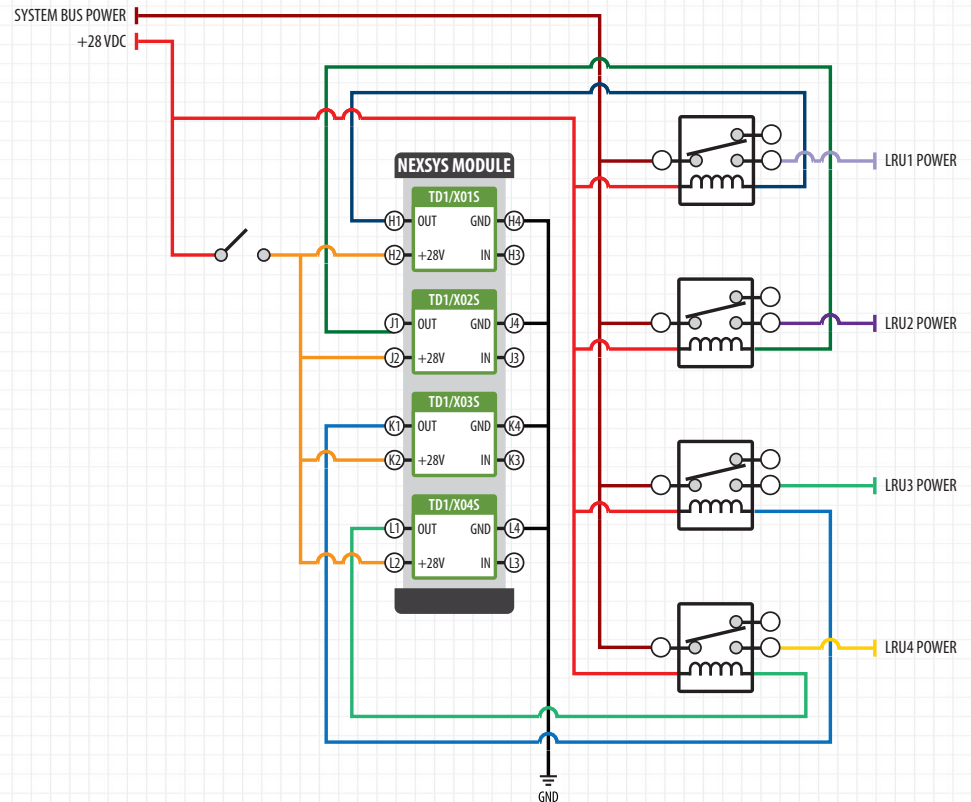 SYSTEM BUS POWER
+28 VDC
NEXSYS MODULE
TD1/X01S
H1 OUT GND H4
H2 +28V IN H3
TD1/X02S
J1 OUT GND J4
J2 +28V IN J3
TD1/X03S
K1 OUT GND K4
K2 +28V IN K3
TD1/X04S
L1 OUT GND L4
L2 +28V IN L3
LRU1 POWER
LRU2 POWER
LRU3 POWER
LRU4 POWER
GND